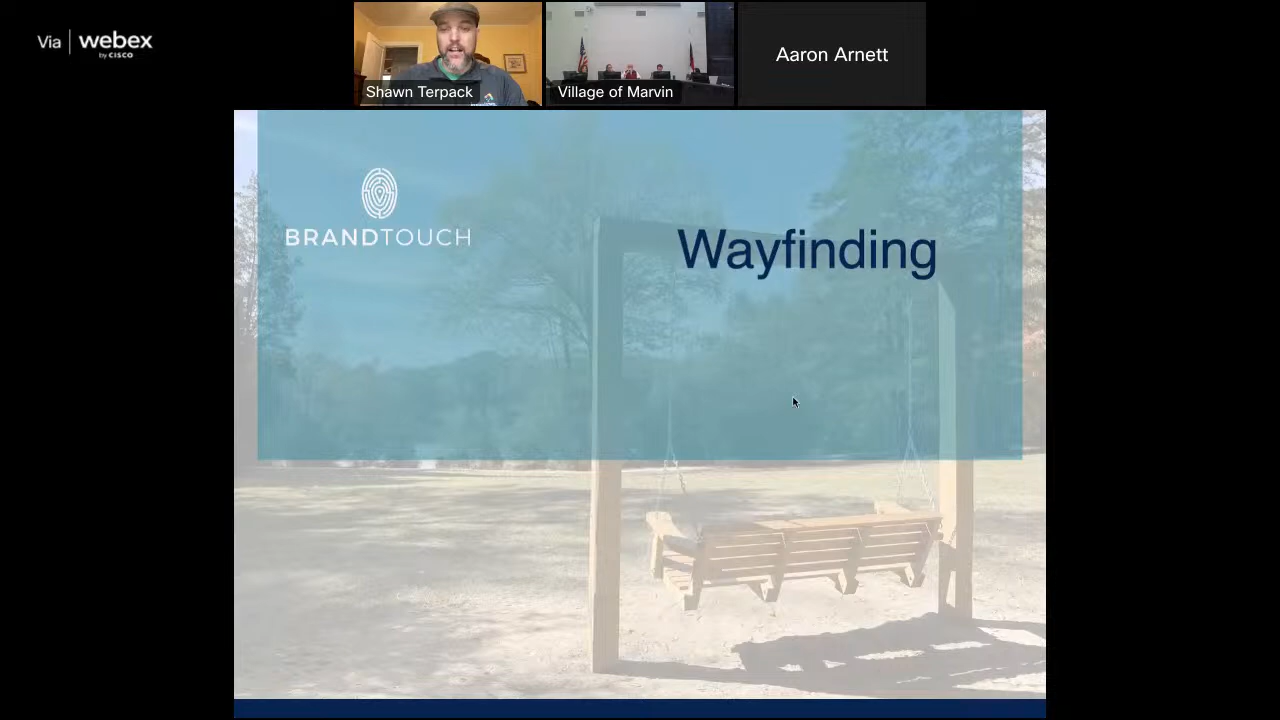 Via webex
by CISCO
Shawn Terpack
Village of Marvin
Aaron Arnett
BRANDTOUCH
Wayfinding